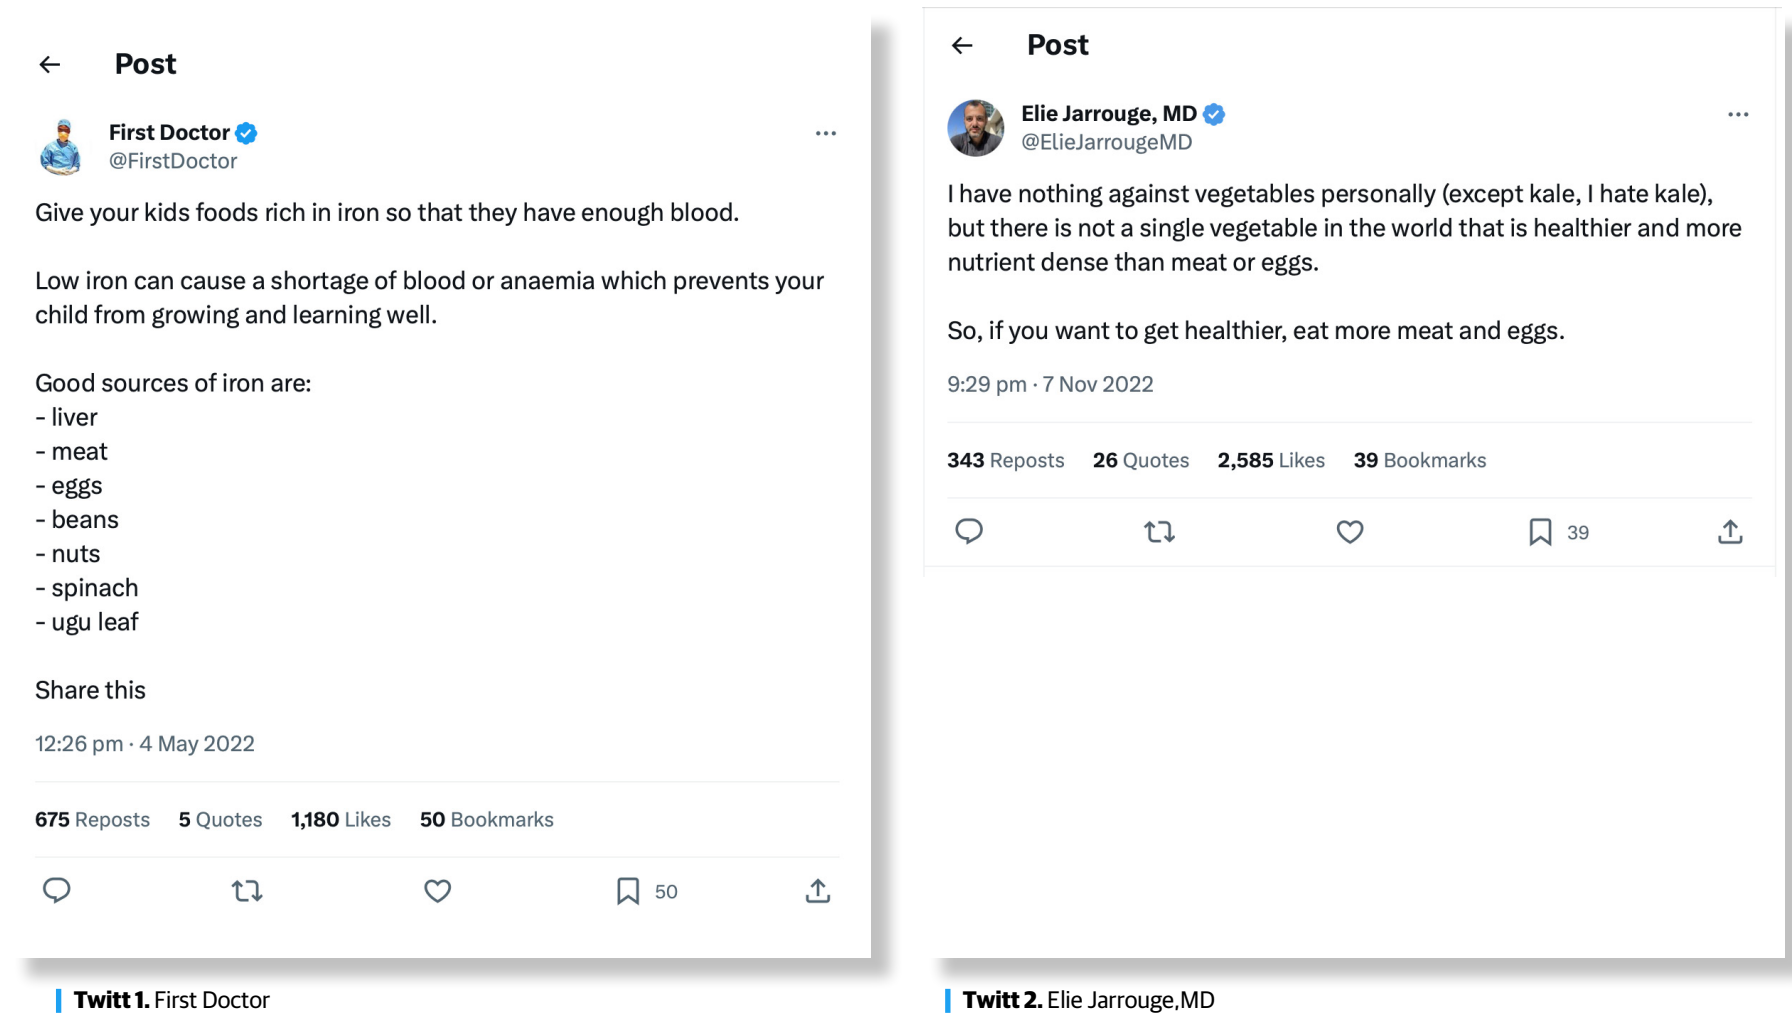 Post
First Doctor
@FirstDoctor
Give your kids foods rich in iron so that they have enough blood.
Low iron can cause a shortage of blood or anaemia which prevents your
child from growing and learning well.
Good sources of iron are:
- liver
- meat
- eggs
- beans
- nuts
- spinach
- ugu leaf
Share this
12:26 pm · 4 May 2022
675 Reposts 5 Quotes 1,180 Likes 50 Bookmarks
50
Twitt 1. First Doctor
Post
Elie Jarrouge, MD
@ElieJarrougeMD
I have nothing against vegetables personally (except kale, I hate kale),
but there is not a single vegetable in the world that is healthier and more
nutrient dense than meat or eggs.
So, if you want to get healthier, eat more meat and eggs.
9:29 pm · 7 Nov 2022
343 Reposts 26 Quotes 2,585 Likes 39 Bookmarks
39
Twitt 2. Elie Jarrouge,MD